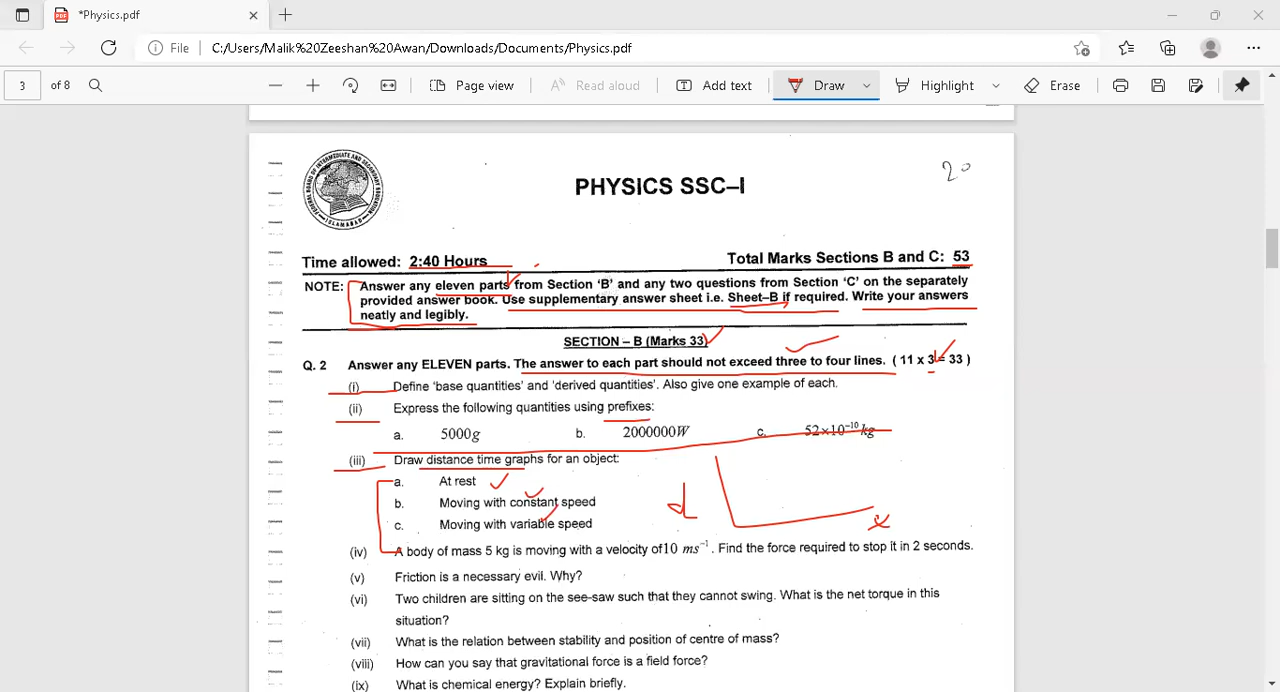 *Physics.pdf
File C:/Users/Malik%20Zeeshan%20Awan/Downloads/Documents/Physics.pdf
3 of 8 Page view Read aloud Add text Draw Highlight Erase
PHYSICS SSC–I
20
Time allowed: 2:40 Hours Total Marks Sections B and C: 53
NOTE: Answer any eleven parts from Section ‘B’ and any two questions from Section ‘C’ on the separately
provided answer book. Use supplementary answer sheet i.e. Sheet–B if required. Write your answers
neatly and legibly.
SECTION – B (Marks 33)
Q. 2 Answer any ELEVEN parts. The answer to each part should not exceed three to four lines. ( 11 x 3 = 33 )
(i) Define ‘base quantities’ and ‘derived quantities’. Also give one example of each.
(ii) Express the following quantities using prefixes:
a. 5000g b. 2000000W c. 52×10⁻¹⁰ kg
(iii) Draw distance time graphs for an object:
a. At rest
b. Moving with constant speed
c. Moving with variable speed
d x
(iv) A body of mass 5 kg is moving with a velocity of 10 ms⁻¹. Find the force required to stop it in 2 seconds.
(v) Friction is a necessary evil. Why?
(vi) Two children are sitting on the see-saw such that they cannot swing. What is the net torque in this
situation?
(vii) What is the relation between stability and position of centre of mass?
(viii) How can you say that gravitational force is a field force?
(ix) What is chemical energy? Explain briefly.